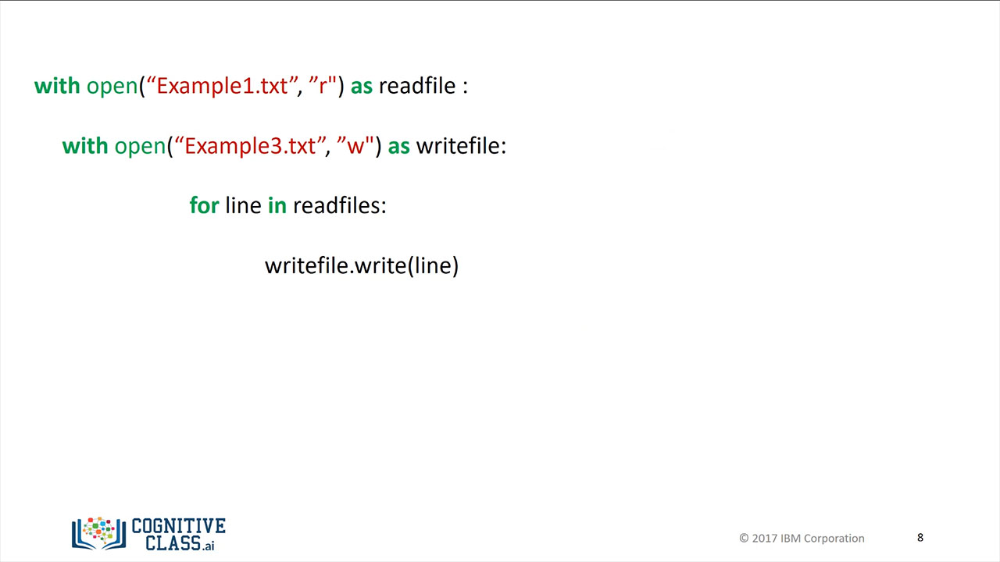 with open(“Example1.txt”, ”r") as readfile :
with open(“Example3.txt”, ”w") as writefile:
for line in readfiles:
writefile.write(line)
COGNITIVE
CLASS.ai
© 2017 IBM Corporation
8